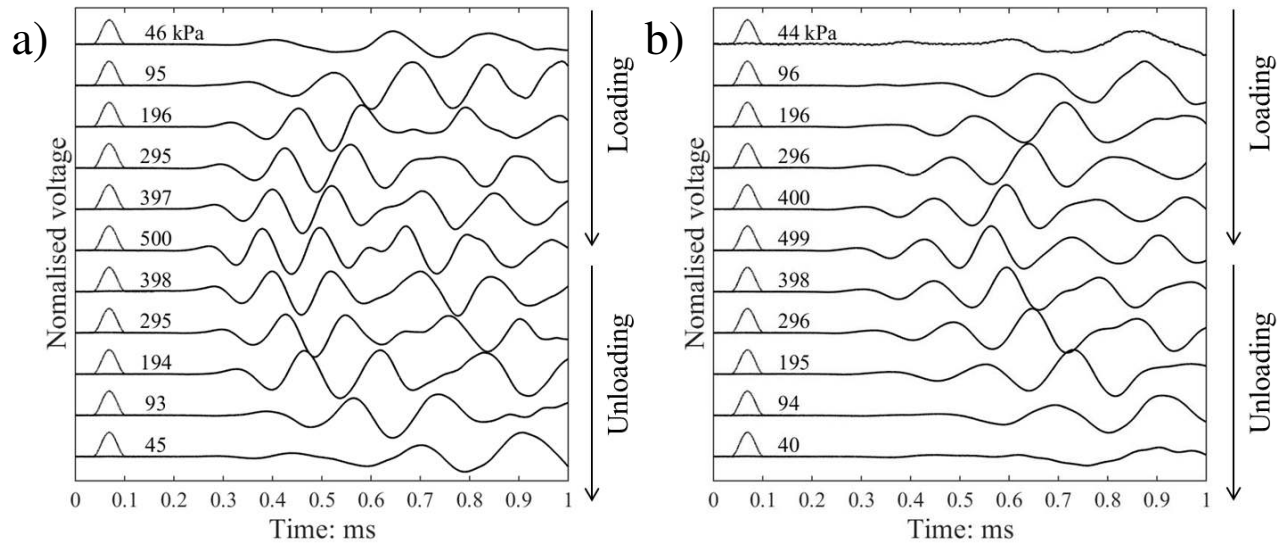 a)
Nomalised voltage
46 kPa
95
196
295
397
500
398
295
194
93
45
0 0.1 0.2 0.3 0.4 0.5 0.6 0.7 0.8 0.9 1
Time: ms
Loading
Unloading
b)
Nomalised voltage
44 kPa
96
196
296
400
499
398
296
195
94
40
0 0.1 0.2 0.3 0.4 0.5 0.6 0.7 0.8 0.9 1
Time: ms
Loading
Unloading